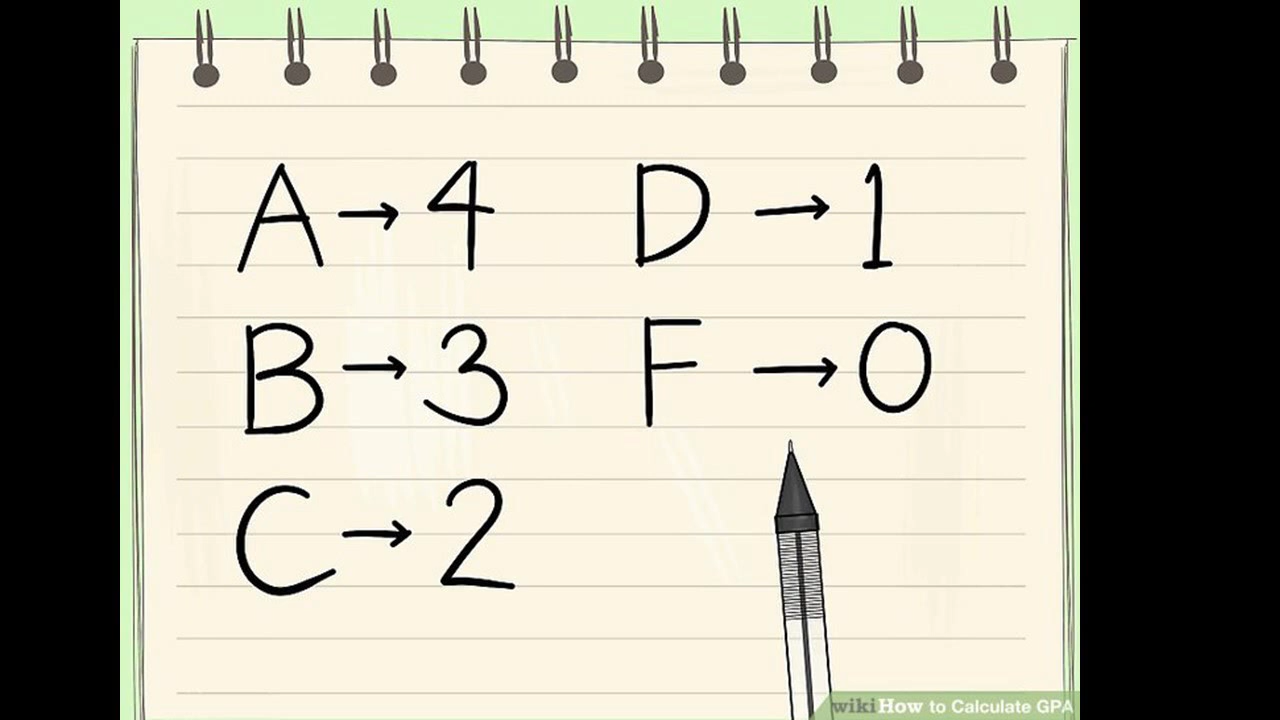 A → 4 D → 1
B → 3 F → 0
C → 2
wikiHow to Calculate GPA